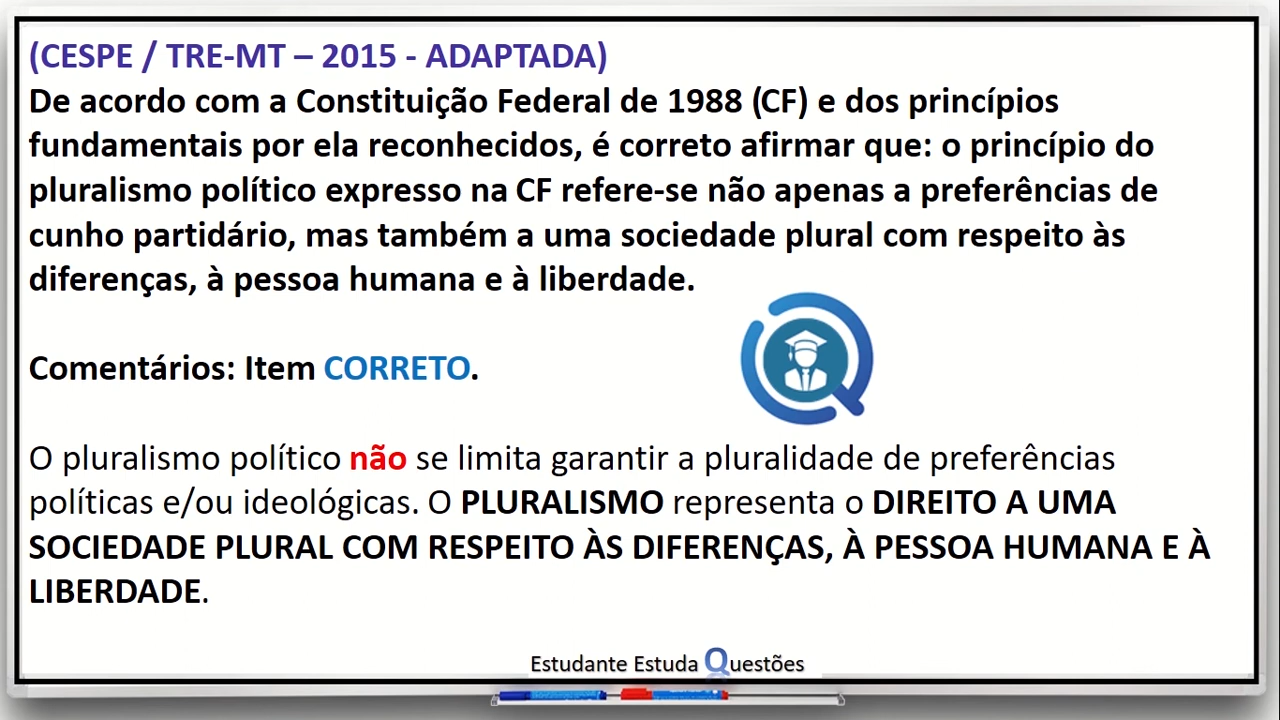 (CESPE / TRE-MT – 2015 - ADAPTADA)
De acordo com a Constituição Federal de 1988 (CF) e dos princípios
fundamentais por ela reconhecidos, é correto afirmar que: o princípio do
pluralismo político expresso na CF refere-se não apenas a preferências de
cunho partidário, mas também a uma sociedade plural com respeito às
diferenças, à pessoa humana e à liberdade.
Comentários: Item CORRETO.
O pluralismo político não se limita garantir a pluralidade de preferências
políticas e/ou ideológicas. O PLURALISMO representa o DIREITO A UMA
SOCIEDADE PLURAL COM RESPEITO ÀS DIFERENÇAS, À PESSOA HUMANA E À
LIBERDADE.
Estudante Estuda Questões